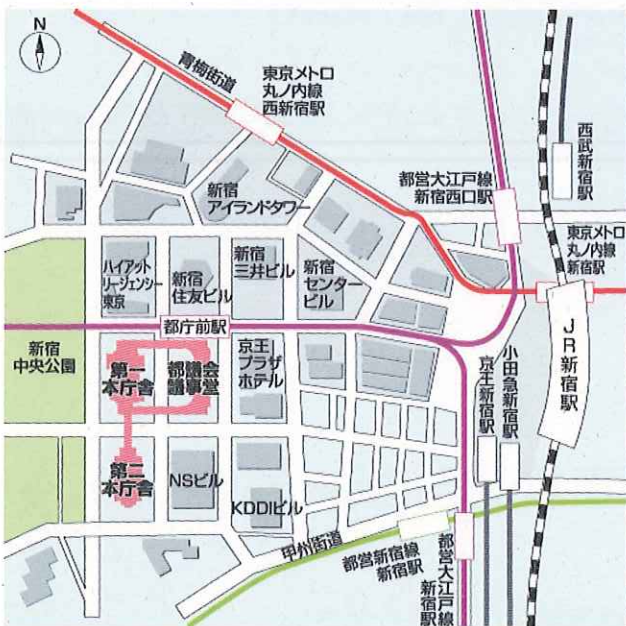 N
青梅街道
東京メトロ
丸ノ内線
西新宿駅
西武新宿駅
都営大江戸線
新宿西口駅
新宿
アイランドタワー
東京メトロ
丸ノ内線
新宿駅
ハイアット
リージェンシー
東京
新宿
住友ビル
新宿
三井ビル
新宿
センター
ビル
都庁前駅
JR新宿駅
新宿
中央公園
第一
本庁舎
都議会
議事堂
京王
プラザ
ホテル
小田急新宿駅
京王新宿駅
第二
本庁舎
NSビル
KDDIビル
甲州街道
都営新宿線
新宿駅
都営大江戸線
新宿駅